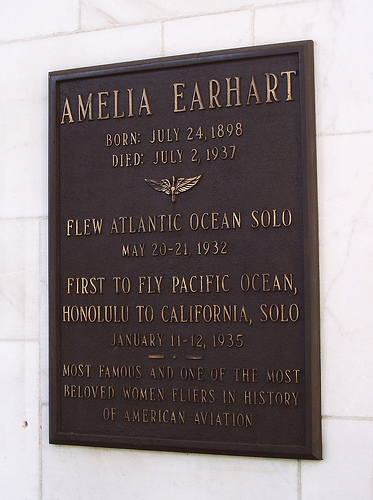 AMELIA EARHART
BORN: JULY 24, 1898
DIED: JULY 2, 1937
FLEW ATLANTIC OCEAN SOLO
MAY 20-21, 1932
FIRST TO FLY PACIFIC OCEAN,
HONOLULU TO CALIFORNIA, SOLO
JANUARY 11-12, 1935
MOST FAMOUS AND ONE OF THE MOST
BELOVED WOMEN FLIERS IN HISTORY
OF AMERICAN AVIATION